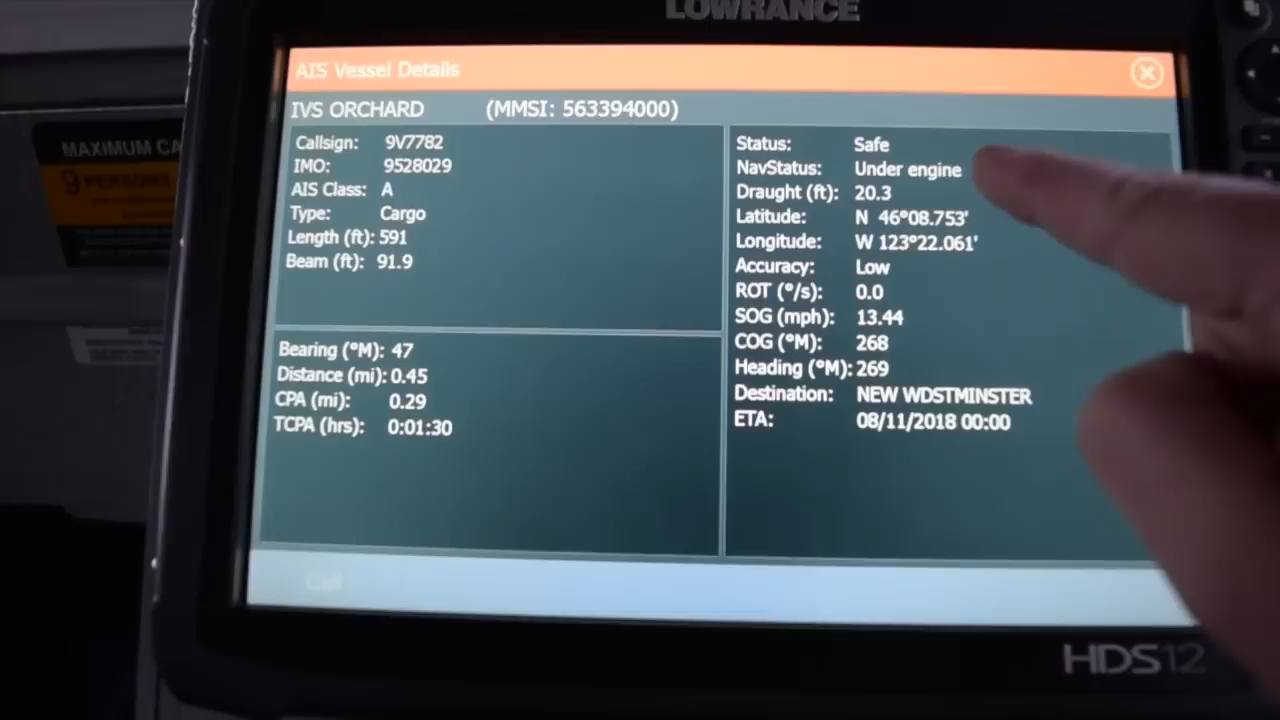 LOWRANCE
AIS Vessel Details
IVS ORCHARD (MMSI: 563394000)
Callsign: 9V7782
IMO: 9528029
AIS Class: A
Type: Cargo
Length (ft): 591
Beam (ft): 91.9
Bearing (°M): 47
Distance (mi): 0.45
CPA (mi): 0.29
TCPA (hrs): 0:01:30
Status: Safe
NavStatus: Under engine
Draught (ft): 20.3
Latitude: N 46°08.753'
Longitude: W 123°22.061'
Accuracy: Low
ROT (°/s): 0.0
SOG (mph): 13.44
COG (°M): 268
Heading (°M): 269
Destination: NEW WDSTMINSTER
ETA: 08/11/2018 00:00
Call
HDS12
MAXIMUM CA
9 PERSONS